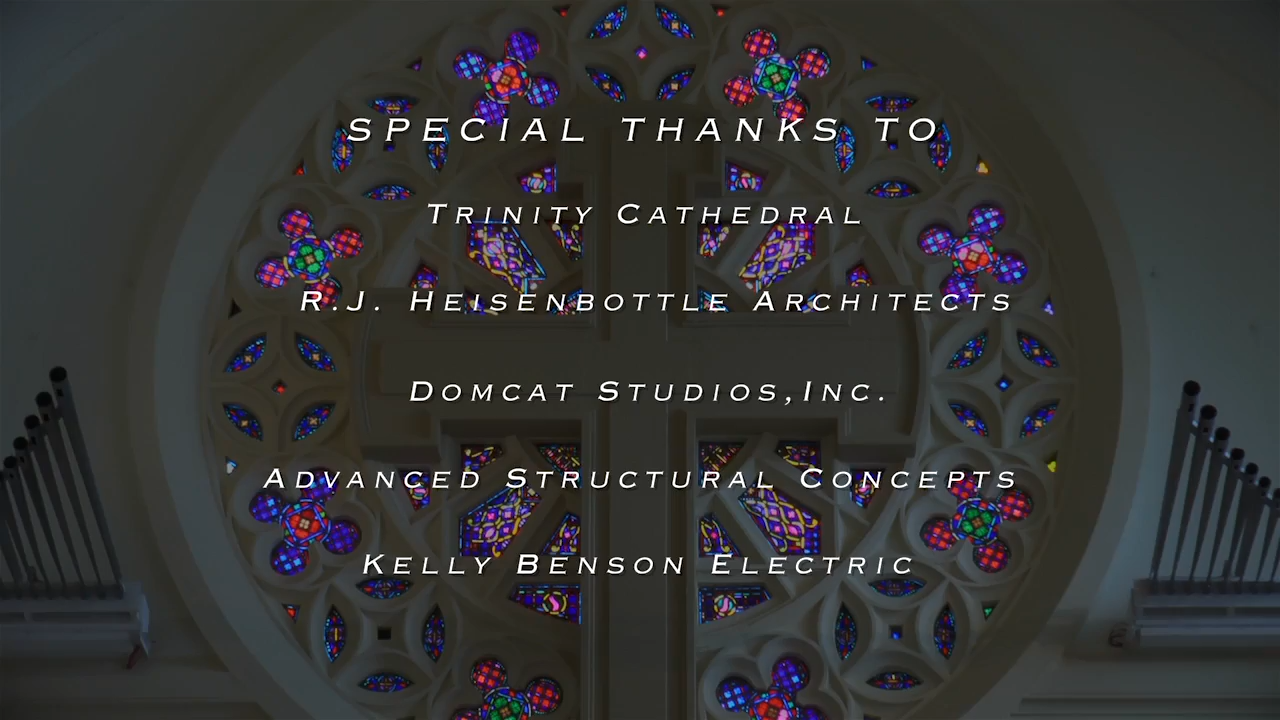 SPECIAL THANKS TO
TRINITY CATHEDRAL
R.J. HEISENBOTTLE ARCHITECTS
DOMCAT STUDIOS,INC.
ADVANCED STRUCTURAL CONCEPTS
KELLY BENSON ELECTRIC